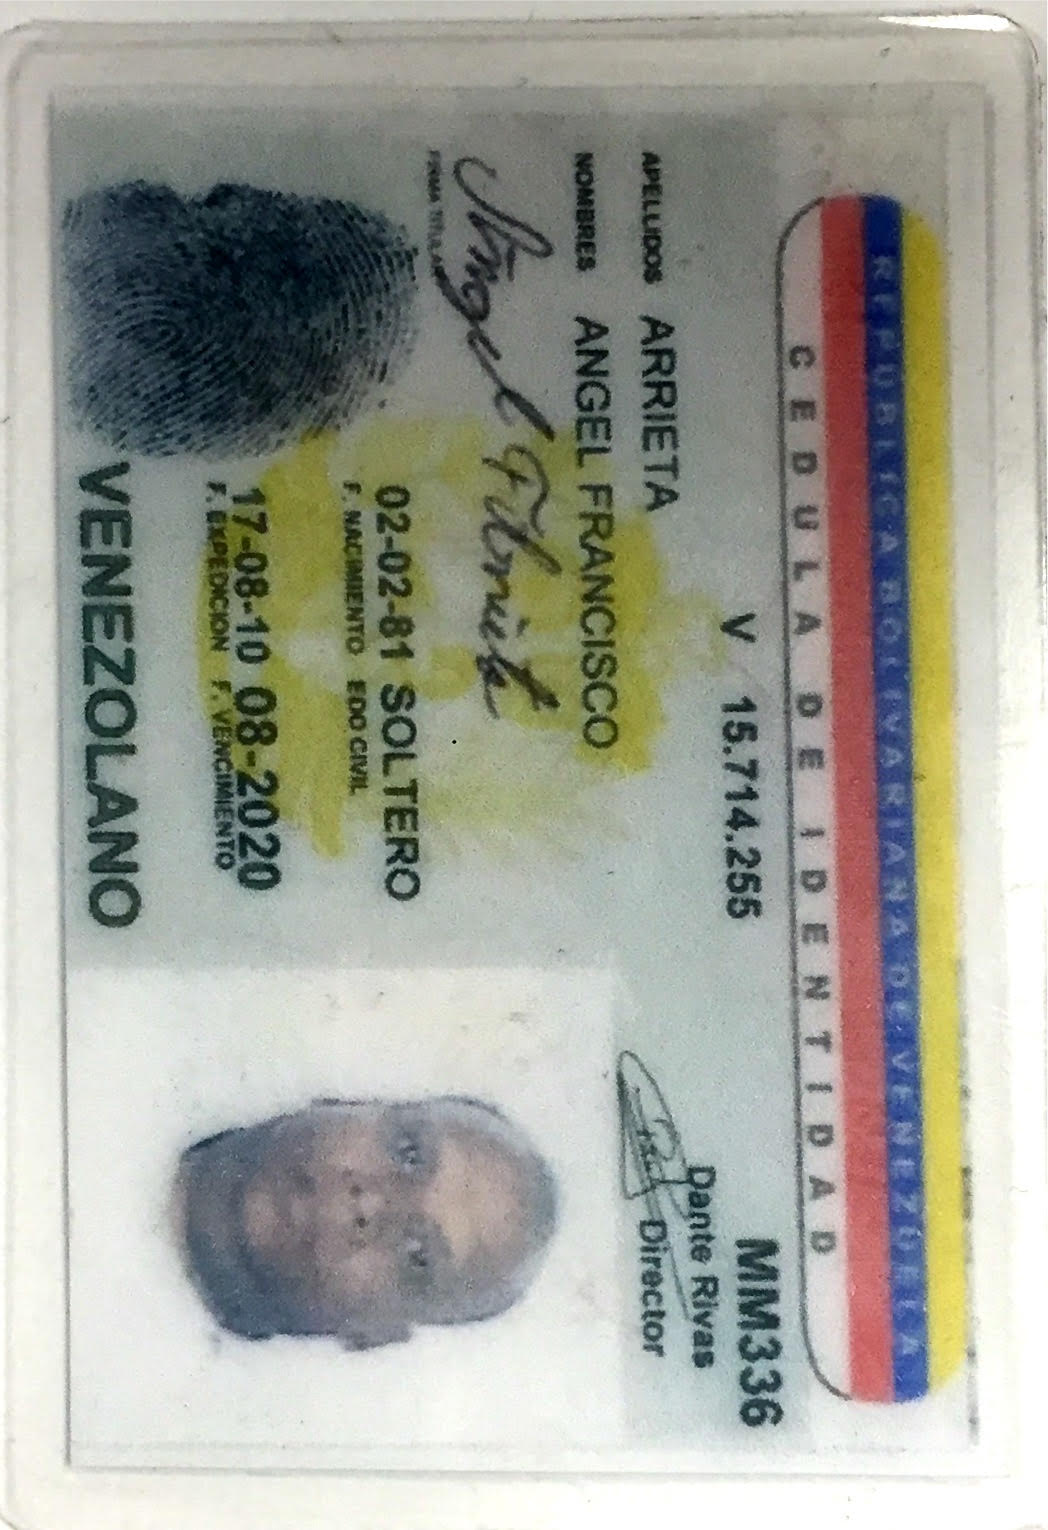 REPUBLICA BOLIVARIANA DE VENEZUELA
CEDULA DE IDENTIDAD
V 15.714.255
MM336
APELLIDOS ARRIETA
Dante Rivas
Director
NOMBRES ANGEL FRANCISCO
FIRMA TITULAR
Angel F Arrieta
02-02-81 SOLTERO
F. NACIMIENTO EDO CIVIL
17-08-10 08-2020
F. EXPEDICION F. VENCIMIENTO
VENEZOLANO